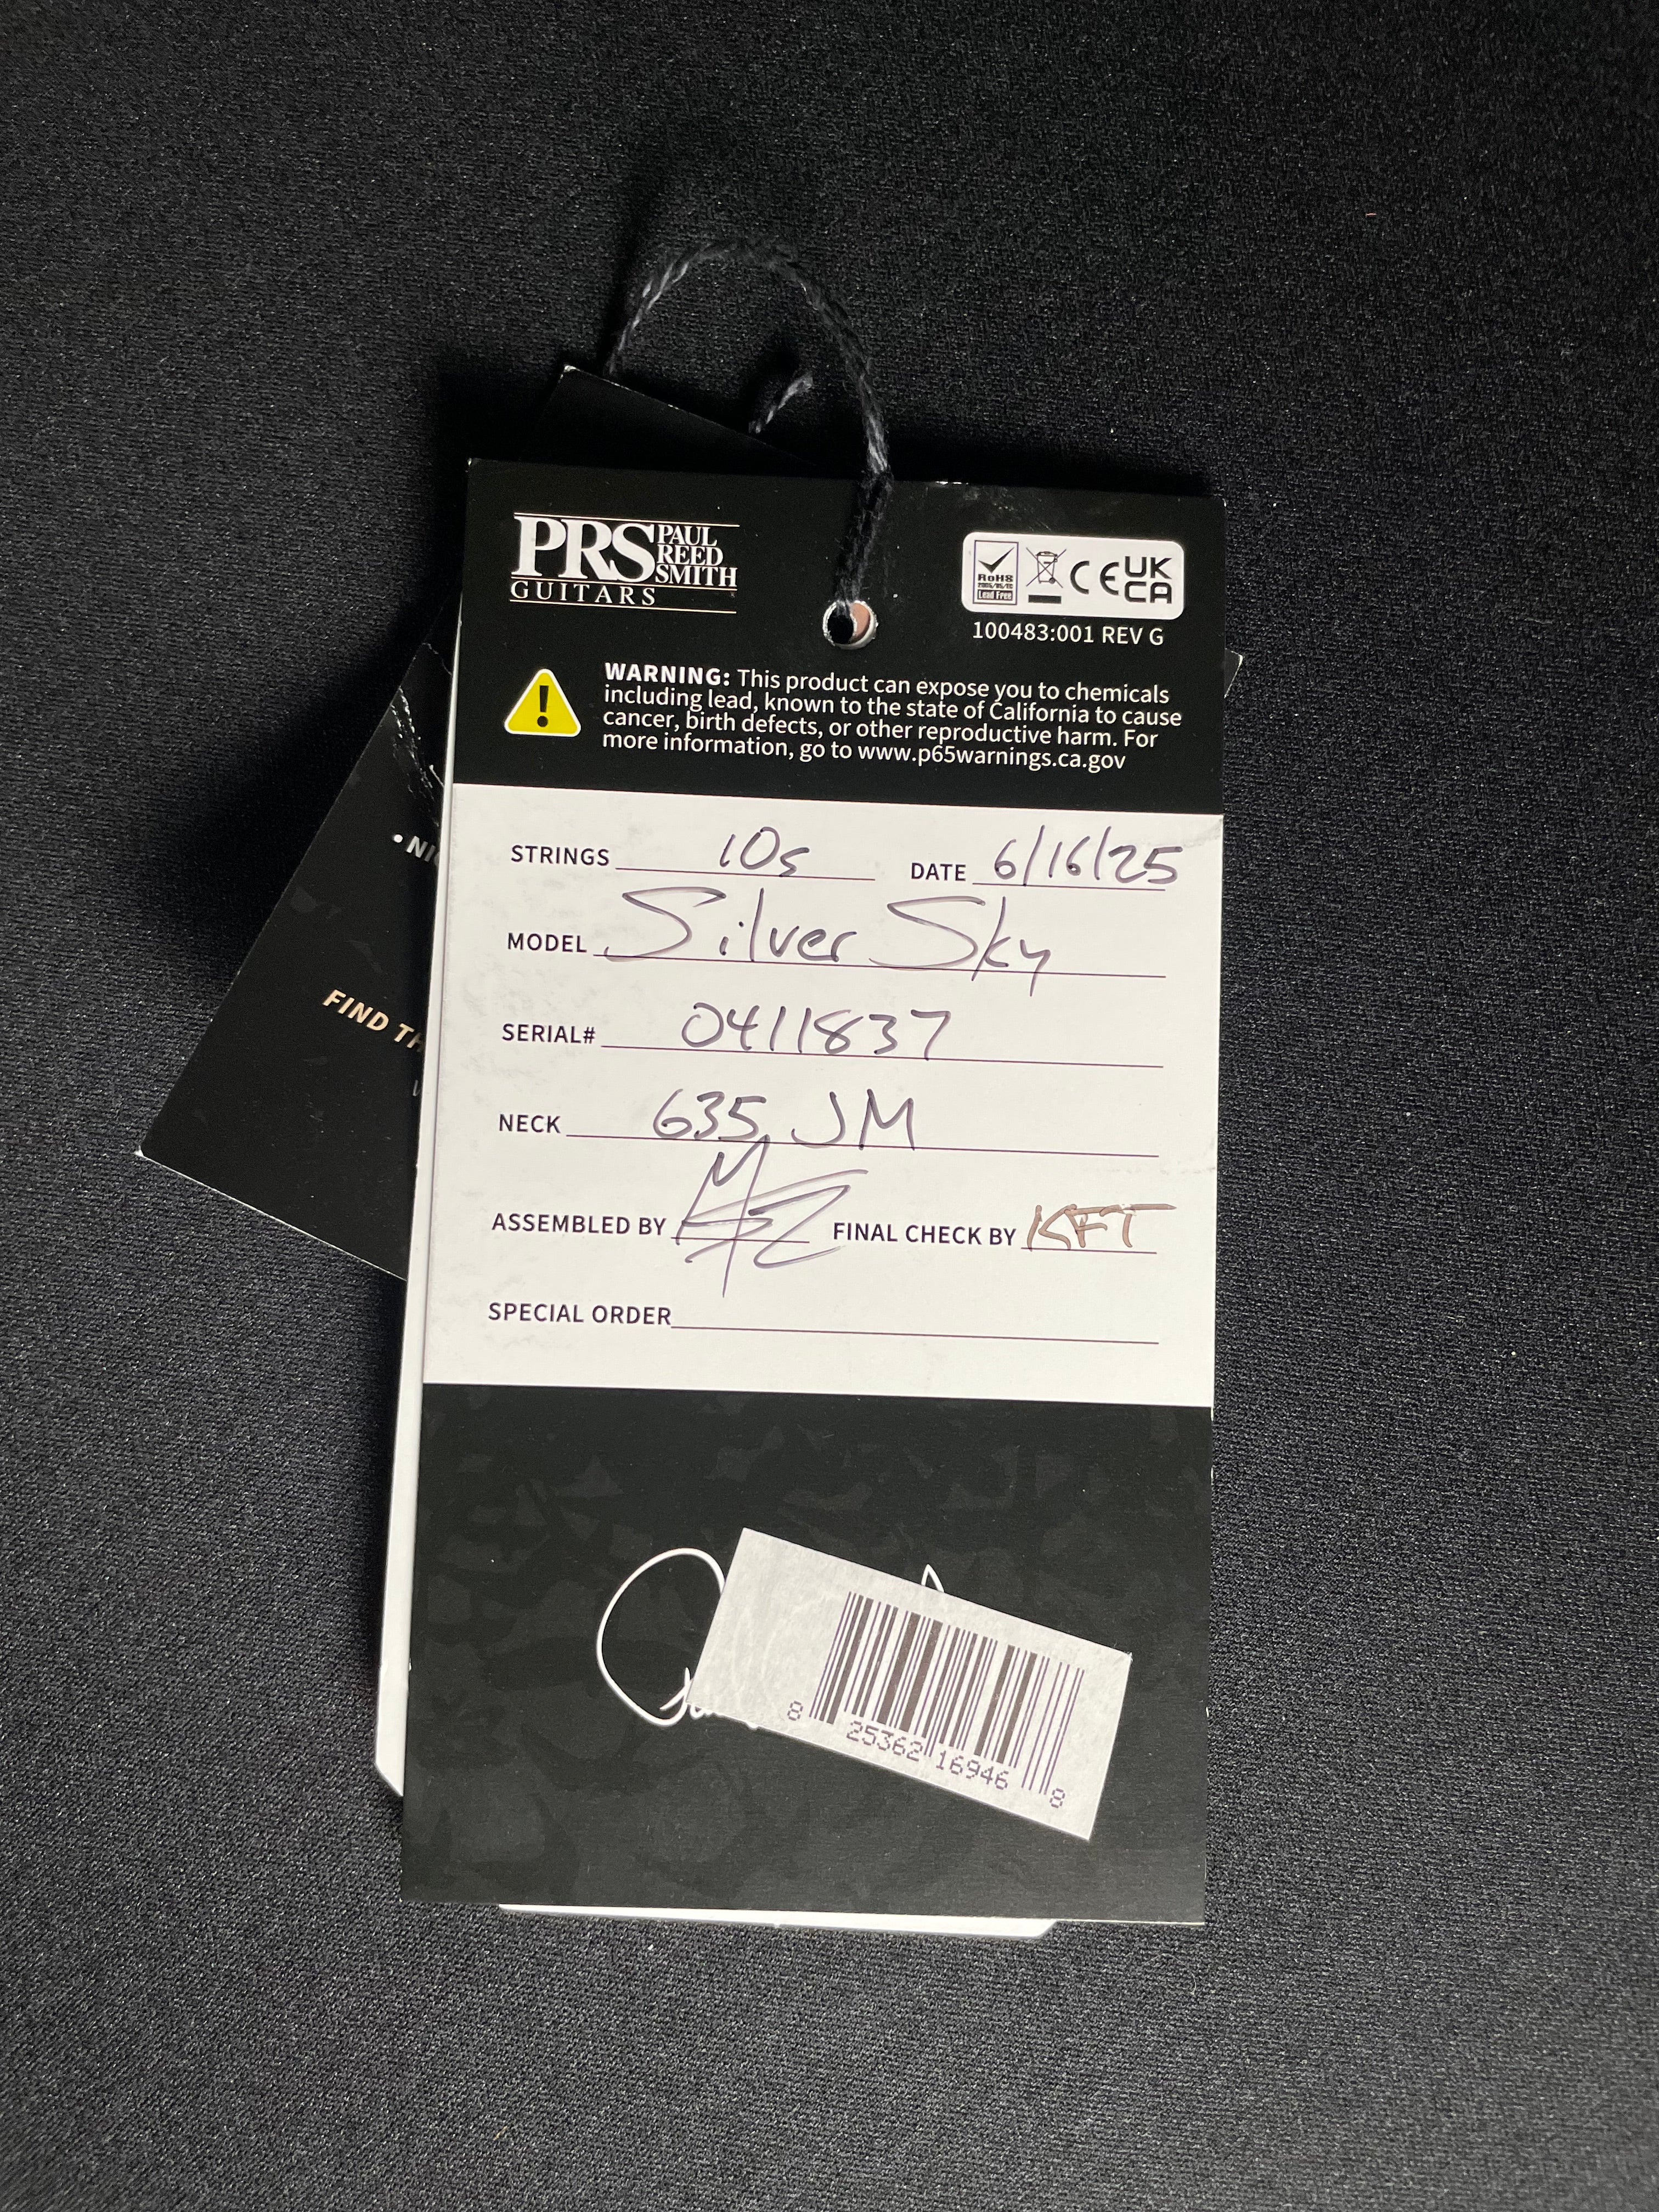 PRS PAUL
REED
SMITH
GUITARS
RoHS
Lead Free
CE UK
CA
100483:001 REV G
WARNING: This product can expose you to chemicals
including lead, known to the state of California to cause
cancer, birth defects, or other reproductive harm. For
more information, go to www.p65warnings.ca.gov
• NI
FIND TH
STRINGS 10s DATE 6/16/25
MODEL Silver Sky
SERIAL# 0411837
NECK 635 JM
ASSEMBLED BY FINAL CHECK BY KFT
SPECIAL ORDER
8 25362 16946 8